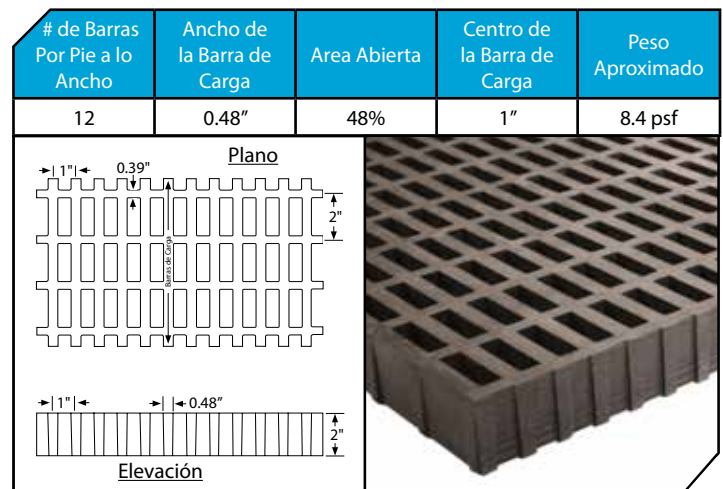 # de Barras
Por Pie a lo
Ancho
Ancho de
la Barra de
Carga
Area Abierta
Centro de
la Barra de
Carga
Peso
Aproximado
12
0.48”
48%
1”
8.4 psf
Plano
1"
0.39"
2"
Barras de Carga
1"
0.48”
2"
Elevación